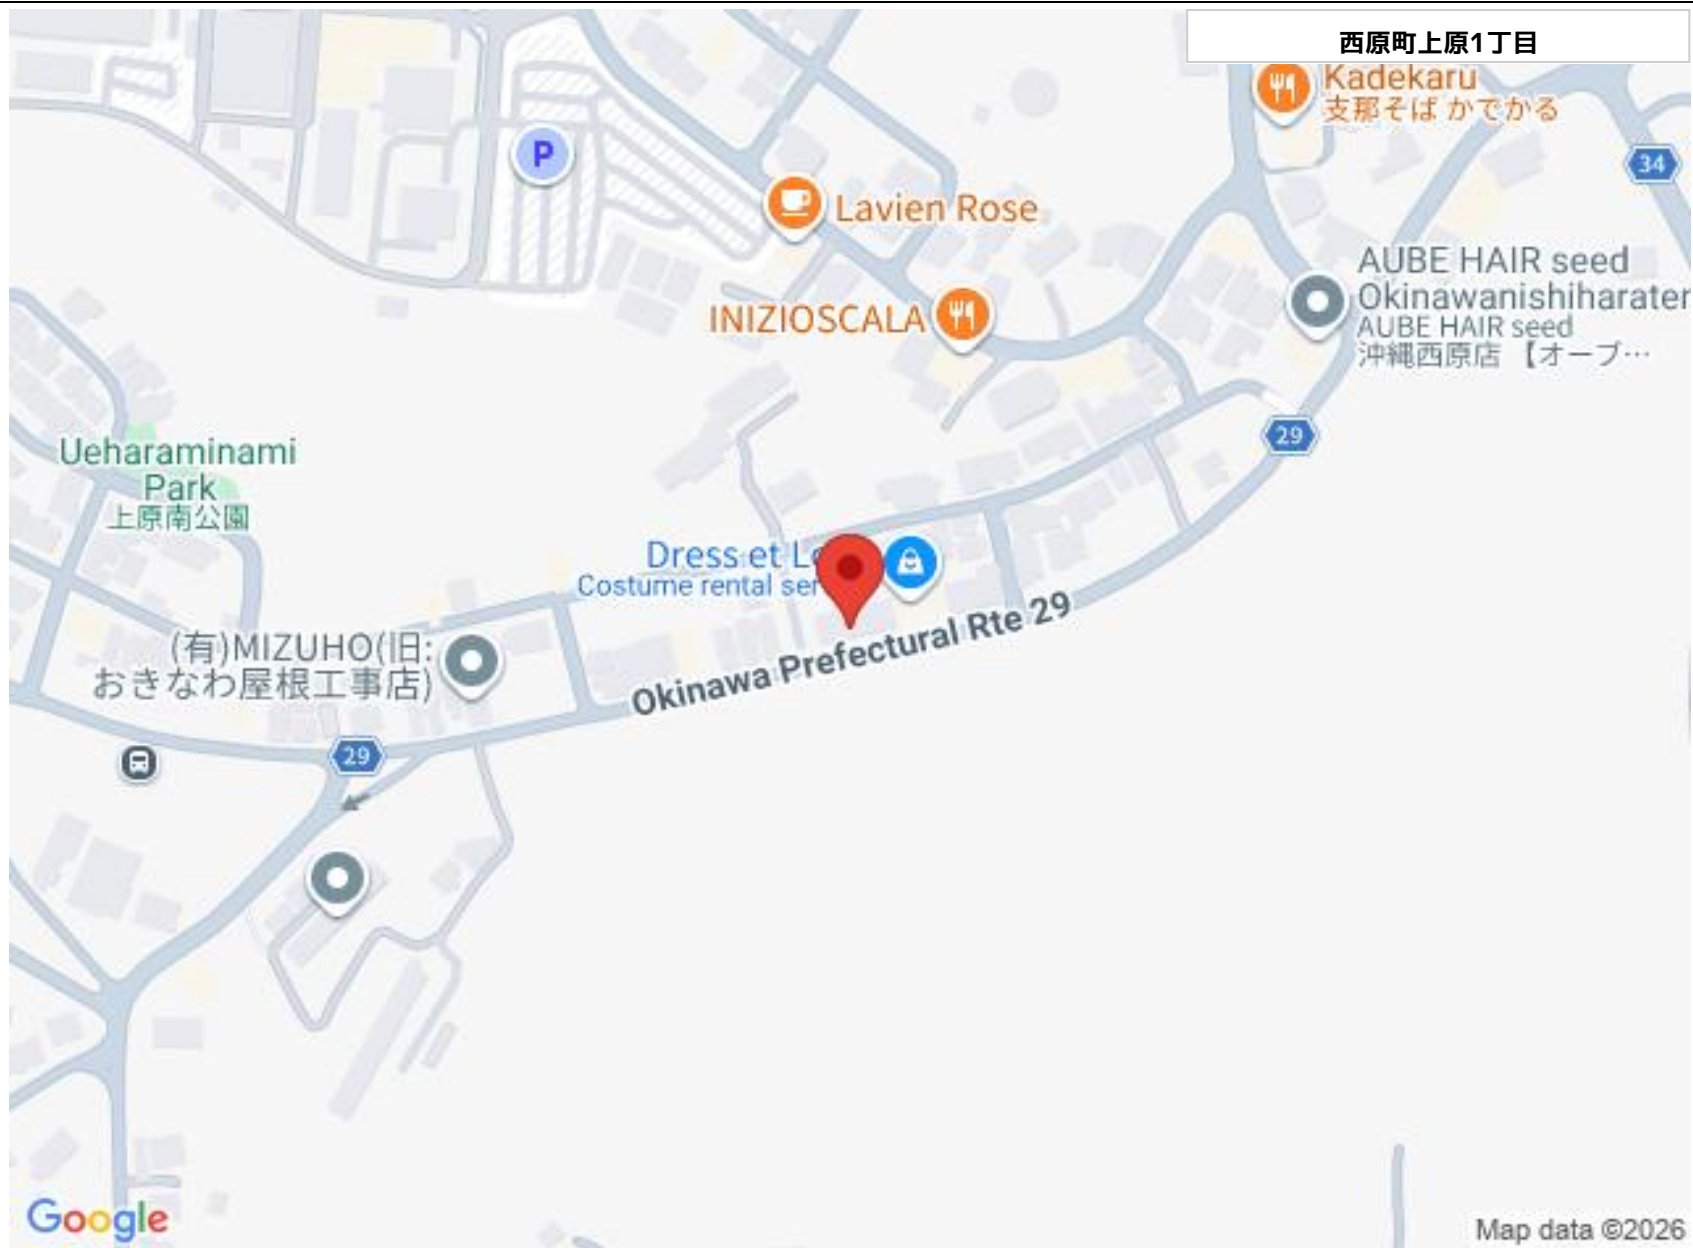 西原町上原1丁目
Kadekaru
支那そば かでかる
P
34
Lavien Rose
AUBE HAIR seed
Okinawanishiharaten
AUBE HAIR seed
沖縄西原店 【オープ…
INIZIOSCALA
29
Ueharaminami
Park
上原南公園
Dress et Lo
Costume rental ser
Okinawa Prefectural Rte 29
(有)MIZUHO(旧:
おきなわ屋根工事店)
29
Google
Map data ©2026